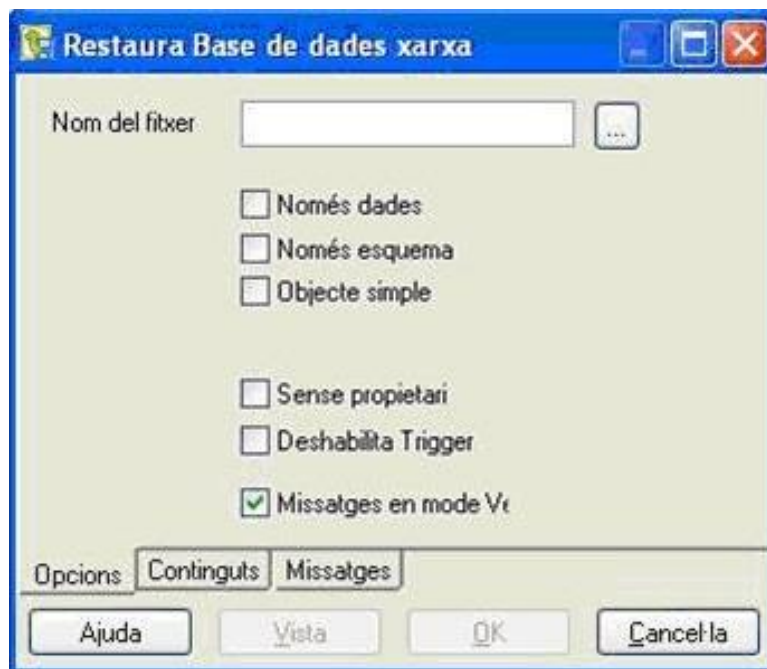 Restaura Base de dades xarxa
Nom del fitxer
...
Només dades
Només esquema
Objecte simple
Sense propietari
Deshabilita Trigger
Missatges en mode
Opcions Continguts Missatges
Ajuda Vista OK Cancel·la